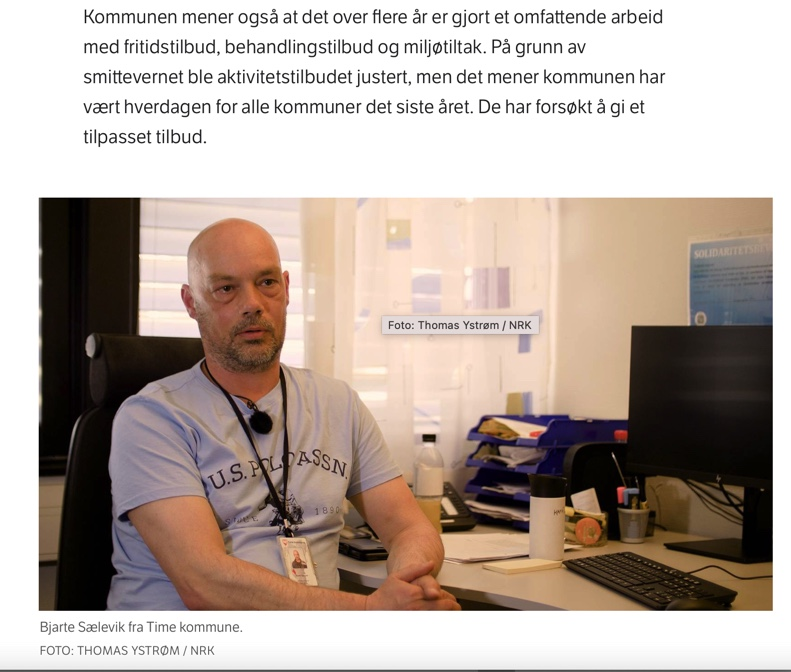 Kommunen mener også at det over flere år er gjort et omfattende arbeid
med fritidstilbud, behandlingstilbud og miljøtiltak. På grunn av
smittevernet ble aktivitetstilbudet justert, men det mener kommunen har
vært hverdagen for alle kommuner det siste året. De har forsøkt å gi et
tilpasset tilbud.
Foto: Thomas Ystrøm / NRK
U.S. POLO ASSN.
1890
Bjarte Sælevik fra Time kommune.
FOTO: THOMAS YSTRØM / NRK